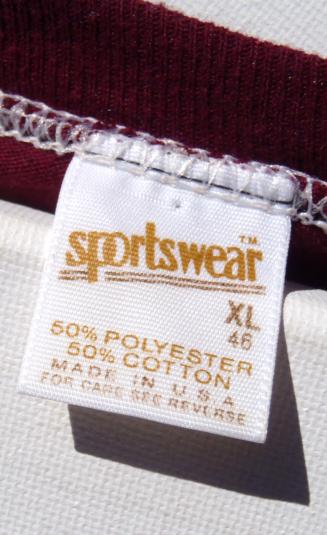 sportswear™
XL
46
50% POLYESTER
50% COTTON
MADE IN U S A
FOR CARE SEE REVERSE